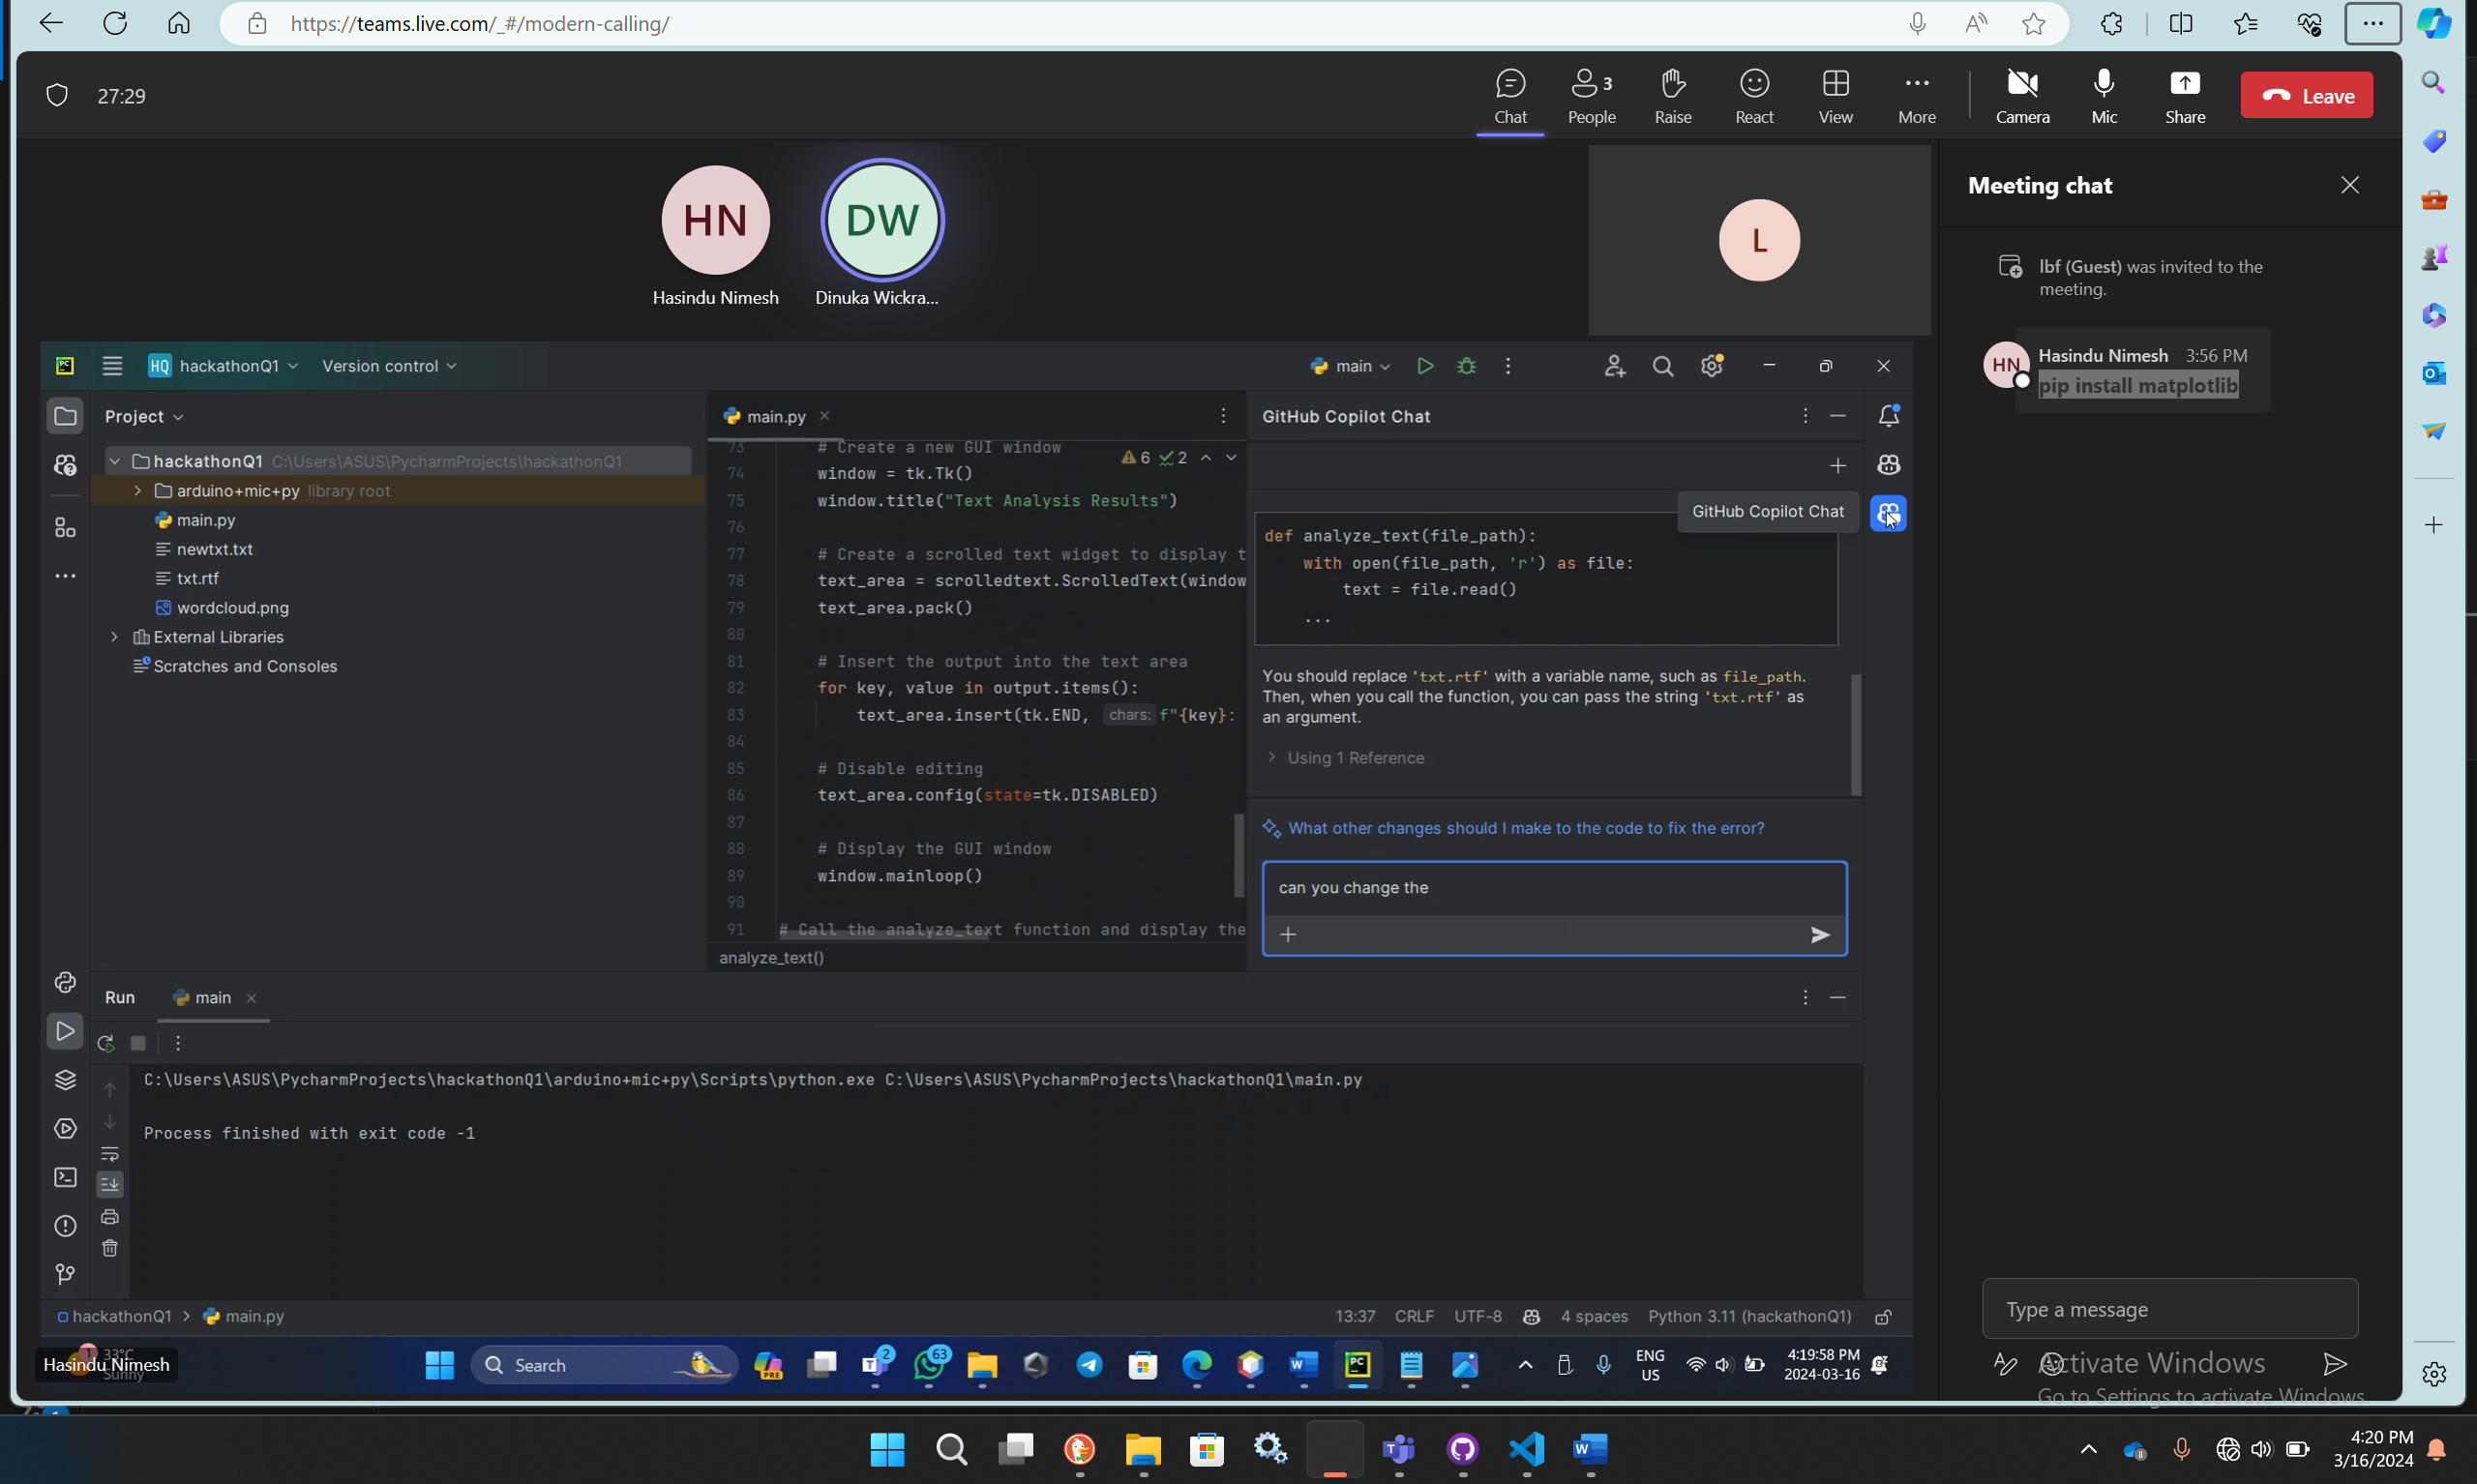 https://teams.live.com/_#/modern-calling/
27:29
Chat
3
People
Raise
React
View
More
Camera
Mic
Share
Leave
HN
DW
L
Hasindu Nimesh
Dinuka Wickra...
Meeting chat
lbf (Guest) was invited to the
meeting.
HN
Hasindu Nimesh 3:56 PM
pip install matplotlib
PC
HQ hackathonQ1
Version control
main
Project
hackathonQ1 C:\Users\ASUS\PycharmProjects\hackathonQ1
arduino+mic+py library root
main.py
newtxt.txt
txt.rtf
wordcloud.png
External Libraries
Scratches and Consoles
main.py
6 2
73 # Create a new GUI window
74 window = tk.Tk()
75 window.title("Text Analysis Results")
76
77 # Create a scrolled text widget to display t
78 text_area = scrolledtext.ScrolledText(window
79 text_area.pack()
80
81 # Insert the output into the text area
82 for key, value in output.items():
83 text_area.insert(tk.END, chars: f"{key}:
84
85 # Disable editing
86 text_area.config(state=tk.DISABLED)
87
88 # Display the GUI window
89 window.mainloop()
90
91 # Call the analyze_text function and display the
analyze_text()
GitHub Copilot Chat
GitHub Copilot Chat
def analyze_text(file_path):
with open(file_path, 'r') as file:
text = file.read()
...
You should replace 'txt.rtf' with a variable name, such as file_path.
Then, when you call the function, you can pass the string 'txt.rtf' as
an argument.
Using 1 Reference
What other changes should I make to the code to fix the error?
can you change the
Run
main
C:\Users\ASUS\PycharmProjects\hackathonQ1\arduino+mic+py\Scripts\python.exe C:\Users\ASUS\PycharmProjects\hackathonQ1\main.py
Process finished with exit code -1
hackathonQ1 > main.py
13:37 CRLF UTF-8 4 spaces Python 3.11 (hackathonQ1)
1
33°C
Sunny
Hasindu Nimesh
Search
PRE
2
63
PC
ENG
US
4:19:58 PM
2024-03-16
Type a message
Activate Windows
Go to Settings to activate Windows.
4:20 PM
3/16/2024